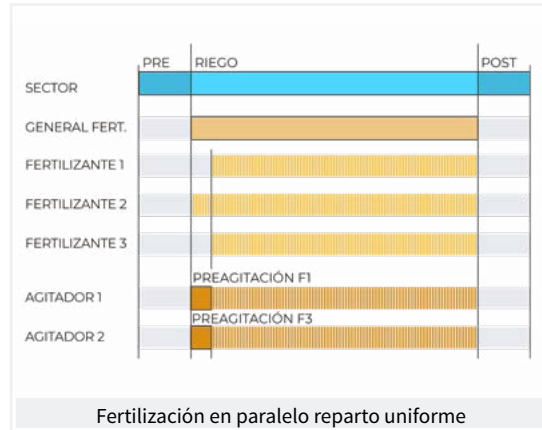 PRE RIEGO POST
SECTOR
GENERAL FERT.
FERTILIZANTE 1
FERTILIZANTE 2
FERTILIZANTE 3
PREAGITACIÓN F1
AGITADOR 1
PREAGITACIÓN F3
AGITADOR 2
Fertilización en paralelo reparto uniforme